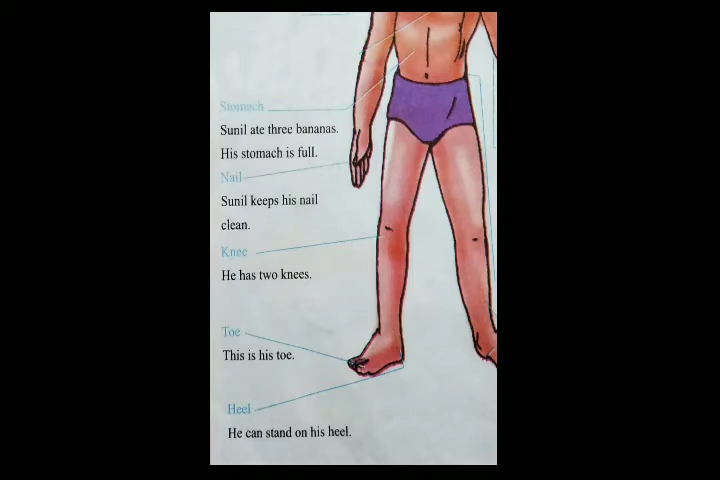 Stomach
Sunil ate three bananas.
His stomach is full.
Nail
Sunil keeps his nail
clean.
Knee
He has two knees.
Toe
This is his toe.
Heel
He can stand on his heel.